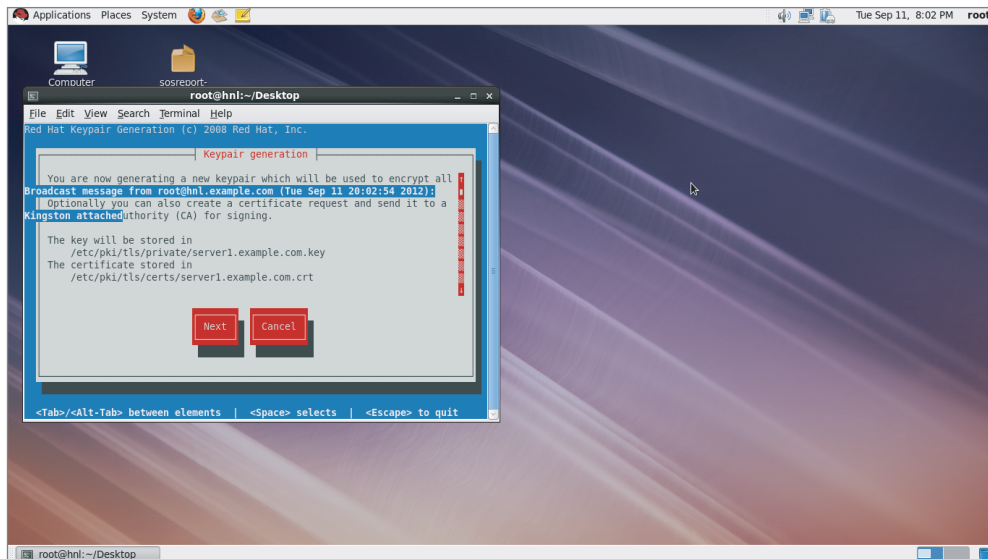 Applications Places System
Tue Sep 11, 8:02 PM root
Computer
sosreport-
root@hnl:~/Desktop
File Edit View Search Terminal Help
Red Hat Keypair Generation (c) 2008 Red Hat, Inc.
Keypair generation
You are now generating a new keypair which will be used to encrypt all
Broadcast message from root@hnl.example.com (Tue Sep 11 20:02:54 2012):
Optionally you can also create a certificate request and send it to a
Kingston attacheduthority (CA) for signing.
The key will be stored in
/etc/pki/tls/private/server1.example.com.key
The certificate stored in
/etc/pki/tls/certs/server1.example.com.crt
Next Cancel
<Tab>/<Alt-Tab> between elements | <Space> selects | <Escape> to quit
root@hnl:~/Desktop